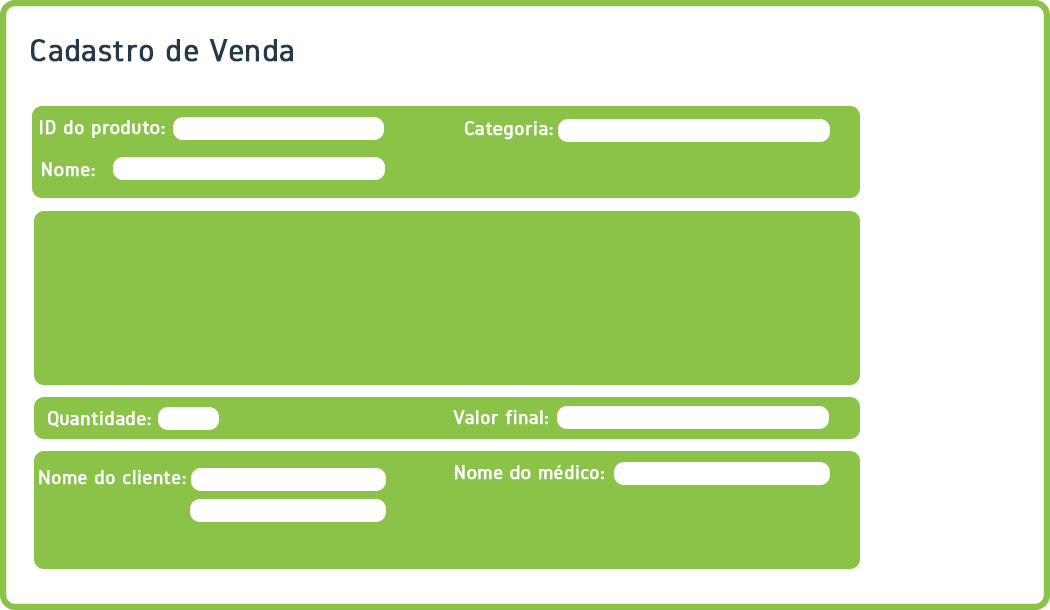 Cadastro de Venda
ID do produto:
Categoria:
Nome:
Quantidade:
Valor final:
Nome do cliente:
Nome do médico: